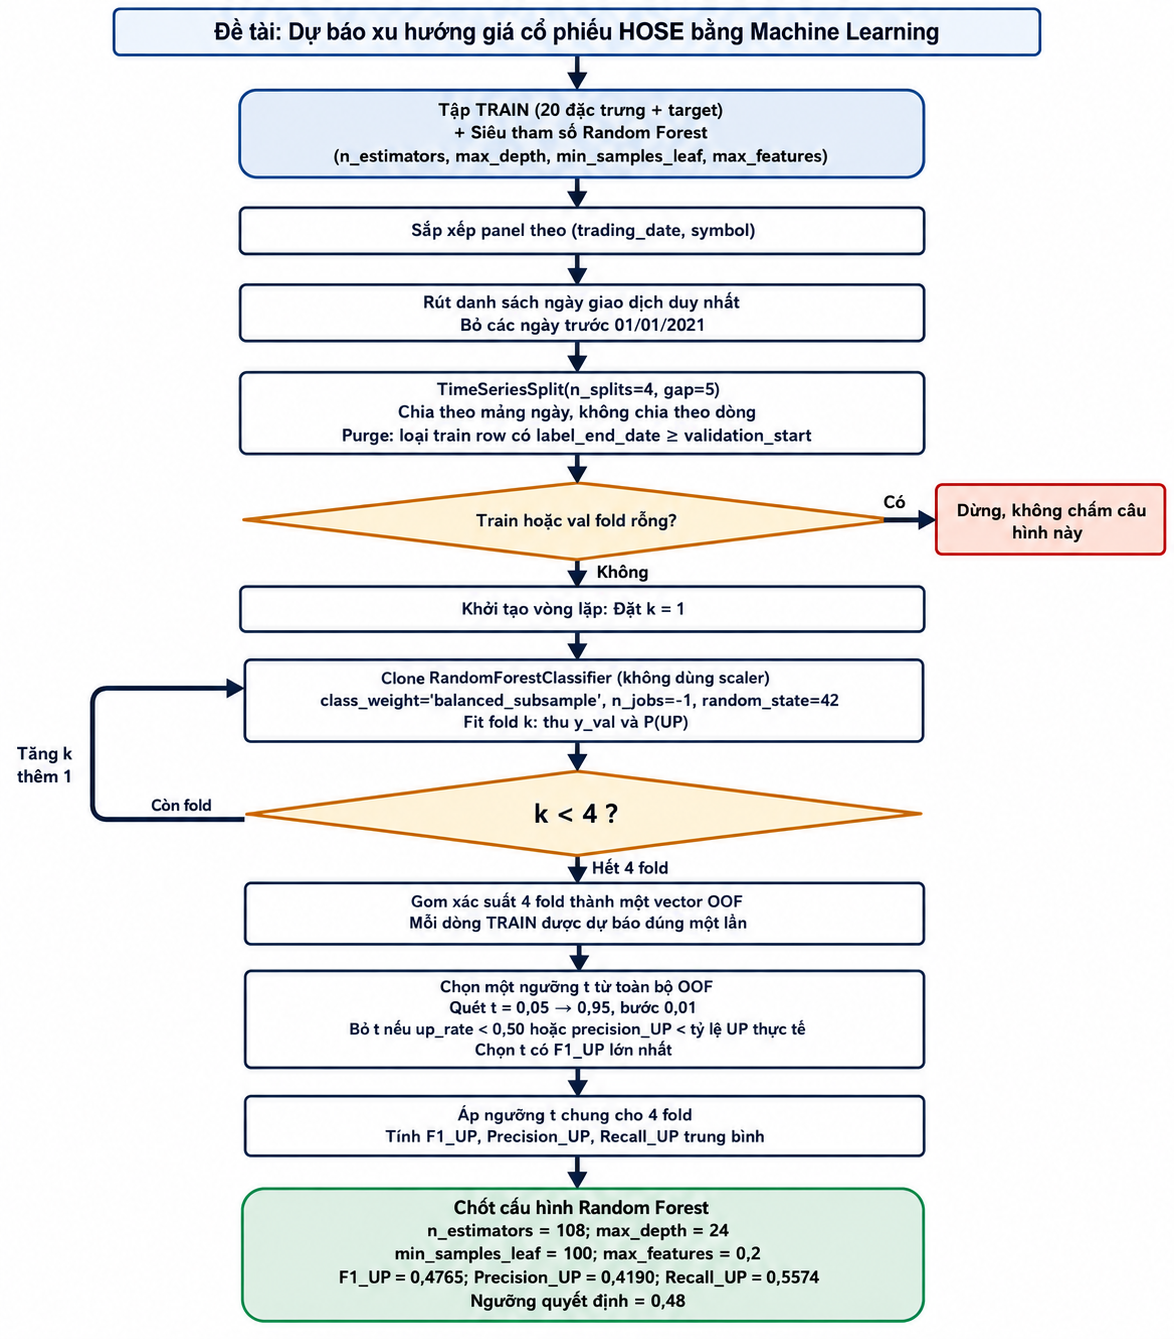 Đề tài: Dự báo xu hướng giá cổ phiếu HOSE bằng Machine Learning
Tập TRAIN (20 đặc trưng + target)
+ Siêu tham số Random Forest
(n_estimators, max_depth, min_samples_leaf, max_features)
Sắp xếp panel theo (trading_date, symbol)
Rút danh sách ngày giao dịch duy nhất
Bỏ các ngày trước 01/01/2021
TimeSeriesSplit(n_splits=4, gap=5)
Chia theo mảng ngày, không chia theo dòng
Purge: loại train row có label_end_date ≥ validation_start
Train hoặc val fold rỗng?
Có
Dừng, không chấm câu
hình này
Không
Khởi tạo vòng lặp: Đặt k = 1
Clone RandomForestClassifier (không dùng scaler)
class_weight='balanced_subsample', n_jobs=-1, random_state=42
Fit fold k: thu y_val và P(UP)
Tăng k
thêm 1
Còn fold
k < 4 ?
Hết 4 fold
Gom xác suất 4 fold thành một vector OOF
Mỗi dòng TRAIN được dự báo đúng một lần
Chọn một ngưỡng t từ toàn bộ OOF
Quét t = 0,05 → 0,95, bước 0,01
Bỏ t nếu up_rate < 0,50 hoặc precision_UP < tỷ lệ UP thực tế
Chọn t có F1_UP lớn nhất
Áp ngưỡng t chung cho 4 fold
Tính F1_UP, Precision_UP, Recall_UP trung bình
Chốt cấu hình Random Forest
n_estimators = 108; max_depth = 24
min_samples_leaf = 100; max_features = 0,2
F1_UP = 0,4765; Precision_UP = 0,4190; Recall_UP = 0,5574
Ngưỡng quyết định = 0,48